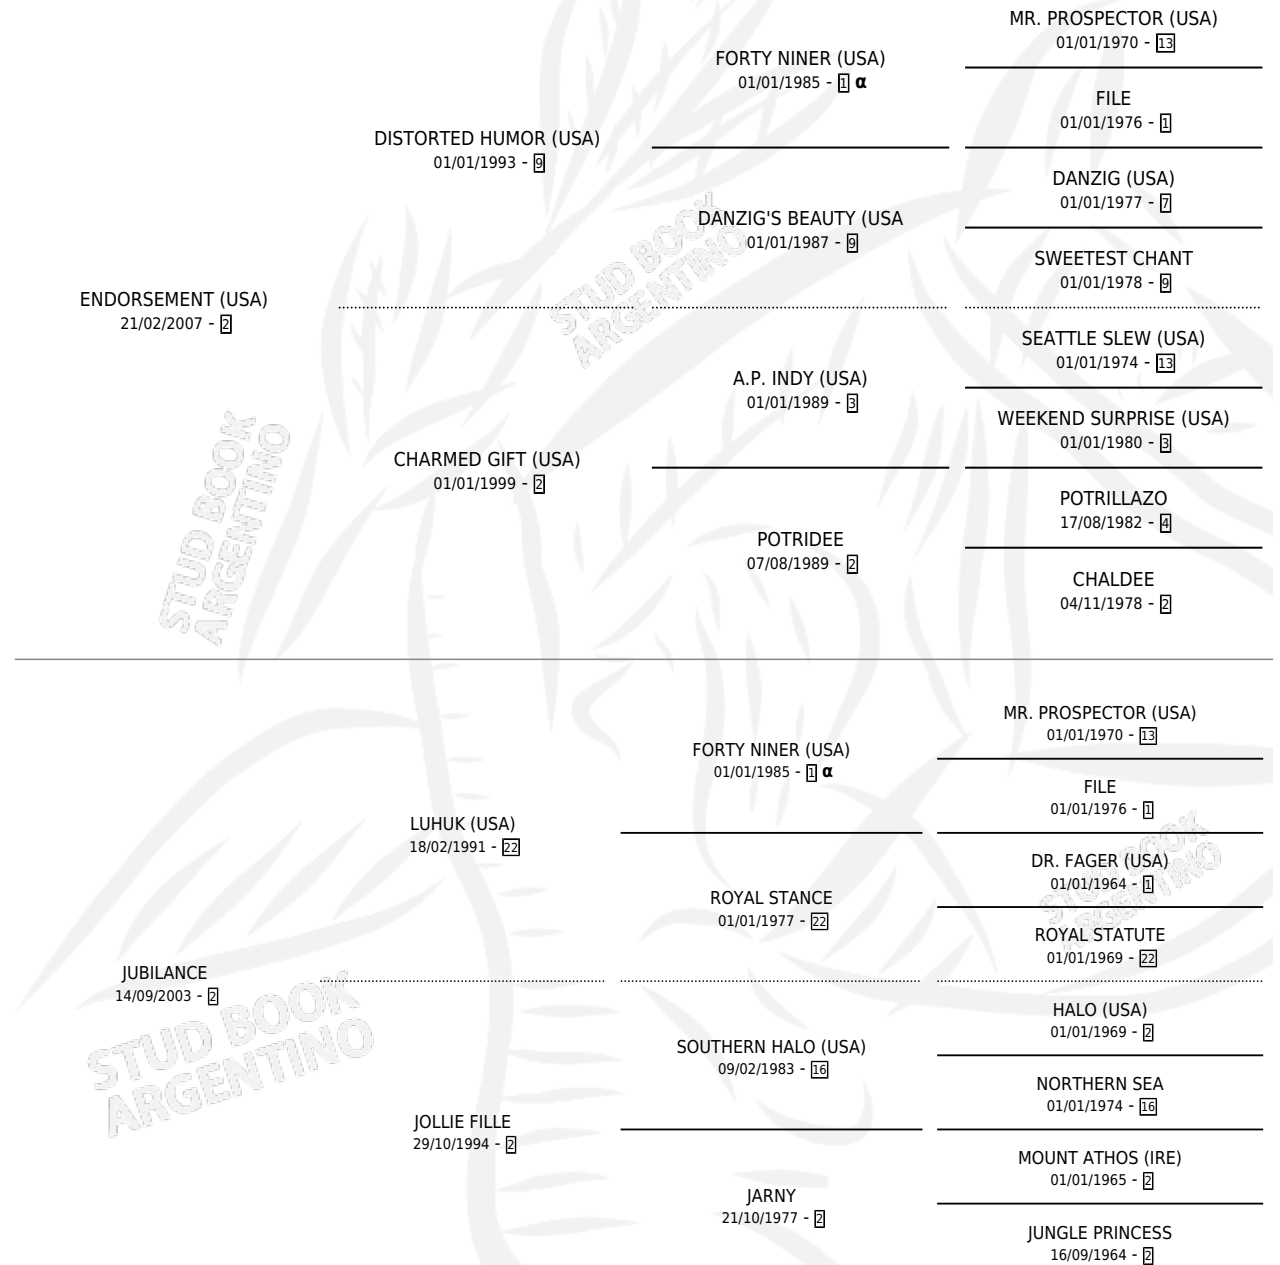 MR. PROSPECTOR (USA)
01/01/1970 - 13
FORTY NINER (USA)
01/01/1985 - 1 α
FILE
01/01/1976 - 1
DISTORTED HUMOR (USA)
01/01/1993 - 9
DANZIG (USA)
01/01/1977 - 7
DANZIG'S BEAUTY (USA
01/01/1987 - 9
SWEETEST CHANT
01/01/1978 - 9
ENDORSEMENT (USA)
21/02/2007 - 2
SEATTLE SLEW (USA)
01/01/1974 - 13
A.P. INDY (USA)
01/01/1989 - 3
WEEKEND SURPRISE (USA)
01/01/1980 - 3
CHARMED GIFT (USA)
01/01/1999 - 2
POTRILLAZO
17/08/1982 - 4
POTRIDEE
07/08/1989 - 2
CHALDEE
04/11/1978 - 2
MR. PROSPECTOR (USA)
01/01/1970 - 13
FORTY NINER (USA)
01/01/1985 - 1 α
FILE
01/01/1976 - 1
LUHUK (USA)
18/02/1991 - 22
DR. FAGER (USA)
01/01/1964 - 1
ROYAL STANCE
01/01/1977 - 22
ROYAL STATUTE
01/01/1969 - 22
JUBILANCE
14/09/2003 - 2
HALO (USA)
01/01/1969 - 2
SOUTHERN HALO (USA)
09/02/1983 - 16
NORTHERN SEA
01/01/1974 - 16
JOLLIE FILLE
29/10/1994 - 2
MOUNT ATHOS (IRE)
01/01/1965 - 2
JARNY
21/10/1977 - 2
JUNGLE PRINCESS
16/09/1964 - 2
STUD BOOK
ARGENTINO
STUD BOOK
ARGENTINO
STUD BOOK
ARGENTINO
STUD BOOK
ARGENTINO